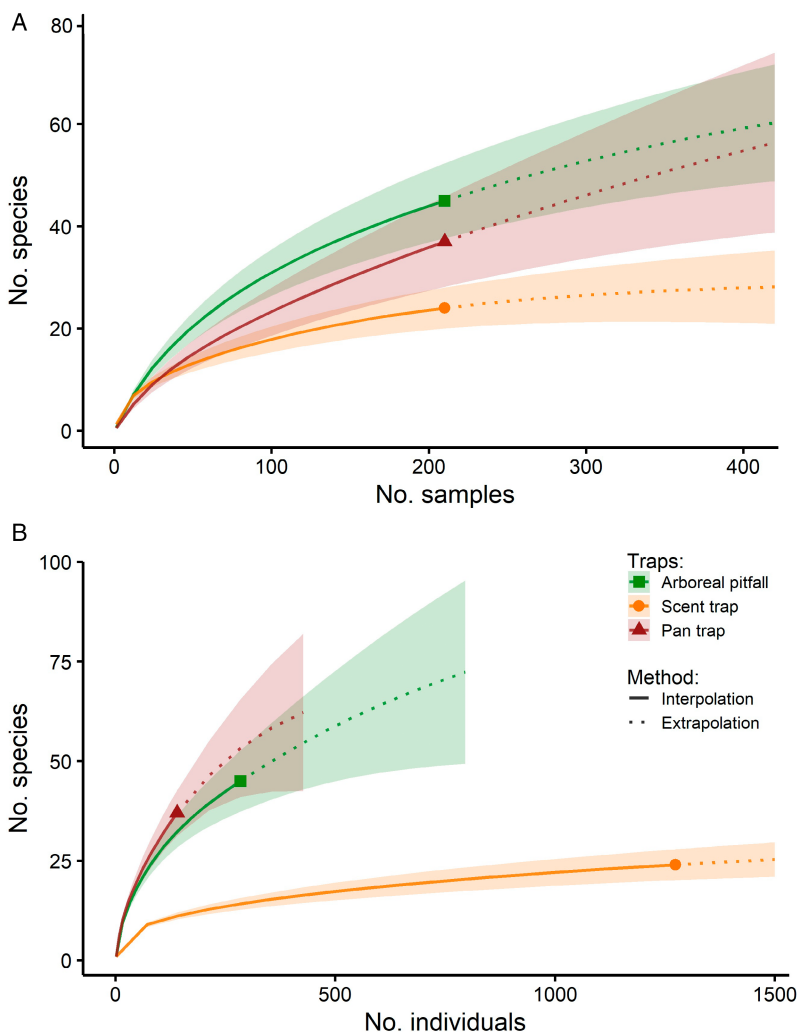 A
80
60
40
20
0
No. species
0 100 200 300 400
No. samples
B
100
75
50
25
0
No. species
Traps:
Arboreal pitfall
Scent trap
Pan trap
Method:
Interpolation
Extrapolation
0 500 1000 1500
No. individuals